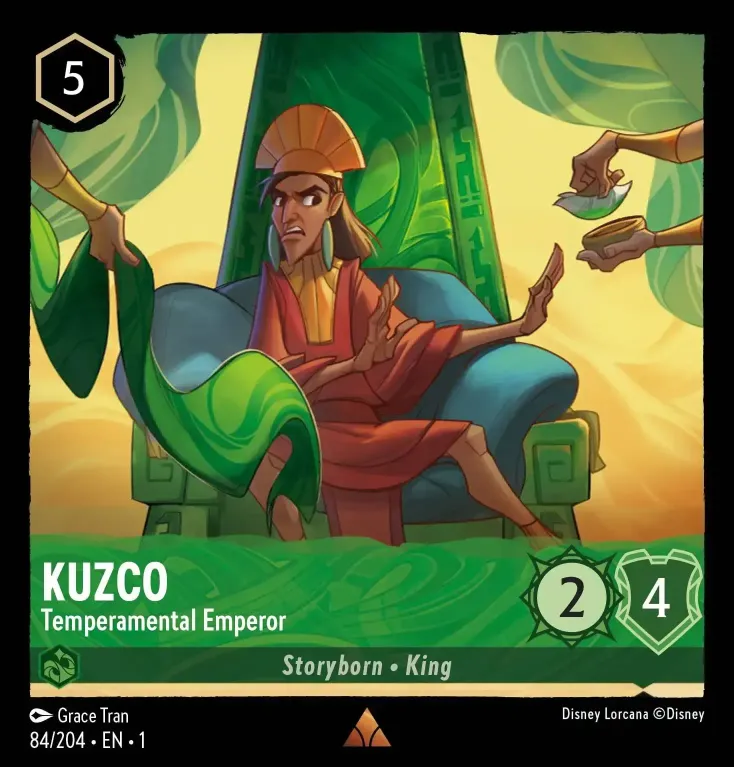 5
KUZCO
Temperamental Emperor
2
4
Storyborn • King
Grace Tran
Disney Lorcana ©Disney
84/204 • EN • 1